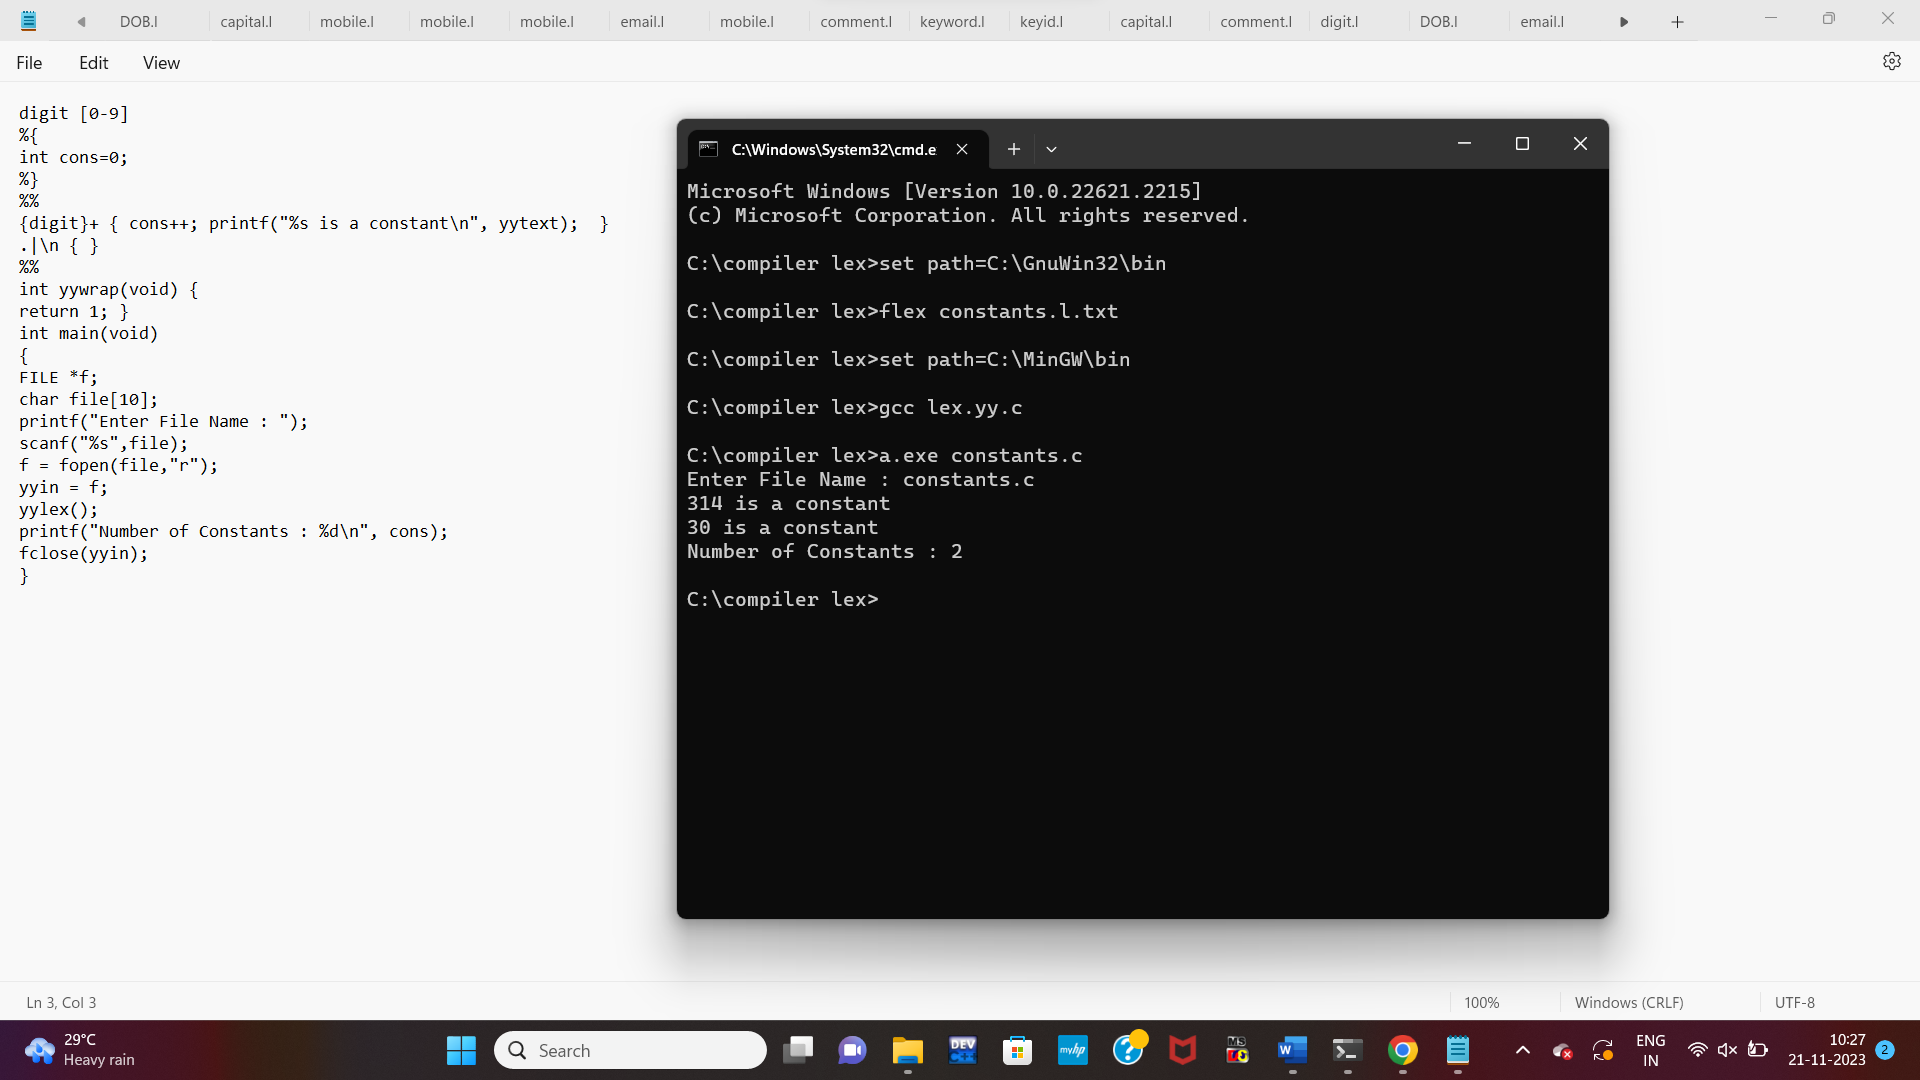 DOB.l capital.l mobile.l mobile.l mobile.l email.l mobile.l comment.l keyword.l keyid.l capital.l comment.l digit.l DOB.l email.l
File Edit View
digit [0-9]
%{
int cons=0;
%}
%%
{digit}+ { cons++; printf("%s is a constant\n", yytext);  }
.|\n { }
%%
int yywrap(void) {
return 1; }
int main(void)
{
FILE *f;
char file[10];
printf("Enter File Name : ");
scanf("%s",file);
f = fopen(file,"r");
yyin = f;
yylex();
printf("Number of Constants : %d\n", cons);
fclose(yyin);
}
C:\Windows\System32\cmd.e
Microsoft Windows [Version 10.0.22621.2215]
(c) Microsoft Corporation. All rights reserved.
C:\compiler lex>set path=C:\GnuWin32\bin
C:\compiler lex>flex constants.l.txt
C:\compiler lex>set path=C:\MinGW\bin
C:\compiler lex>gcc lex.yy.c
C:\compiler lex>a.exe constants.c
Enter File Name : constants.c
314 is a constant
30 is a constant
Number of Constants : 2
C:\compiler lex>
Ln 3, Col 3 100% Windows (CRLF) UTF-8
29°C
Heavy rain
Search
DEV
myhp
MS
ENG
IN
10:27
21-11-2023
2